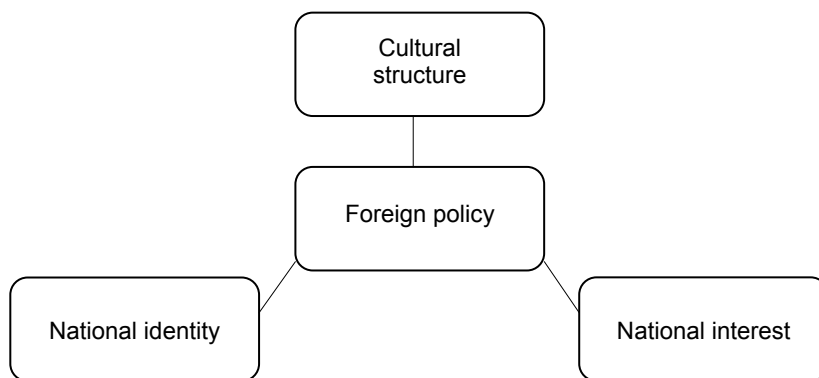 Cultural
structure
Foreign policy
National identity
National interest